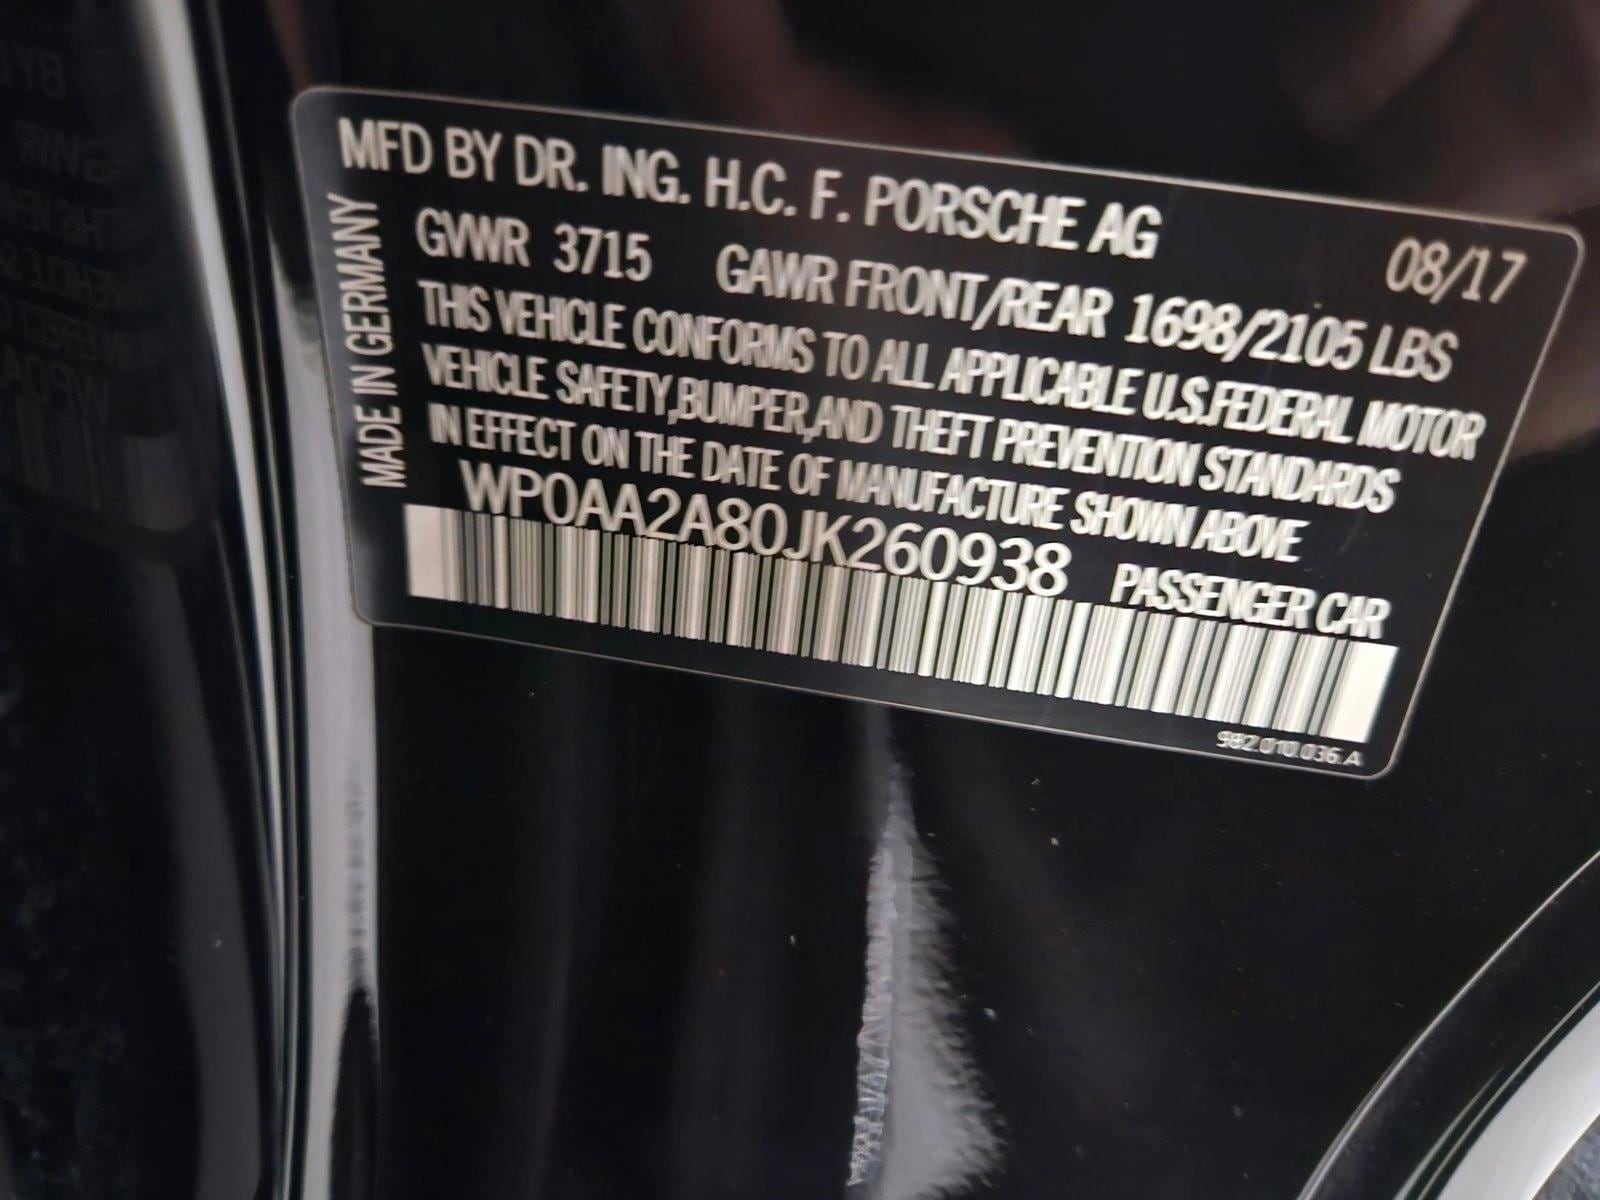 MFD BY DR. ING. H.C. F. PORSCHE AG 08/17
GVWR 3715 GAWR FRONT/REAR 1698/2105 LBS
THIS VEHICLE CONFORMS TO ALL APPLICABLE U.S.FEDERAL MOTOR
VEHICLE SAFETY,BUMPER,AND THEFT PREVENTION STANDARDS
IN EFFECT ON THE DATE OF MANUFACTURE SHOWN ABOVE
WP0AA2A80JK260938 PASSENGER CAR
982.010.036.A
MADE IN GERMANY